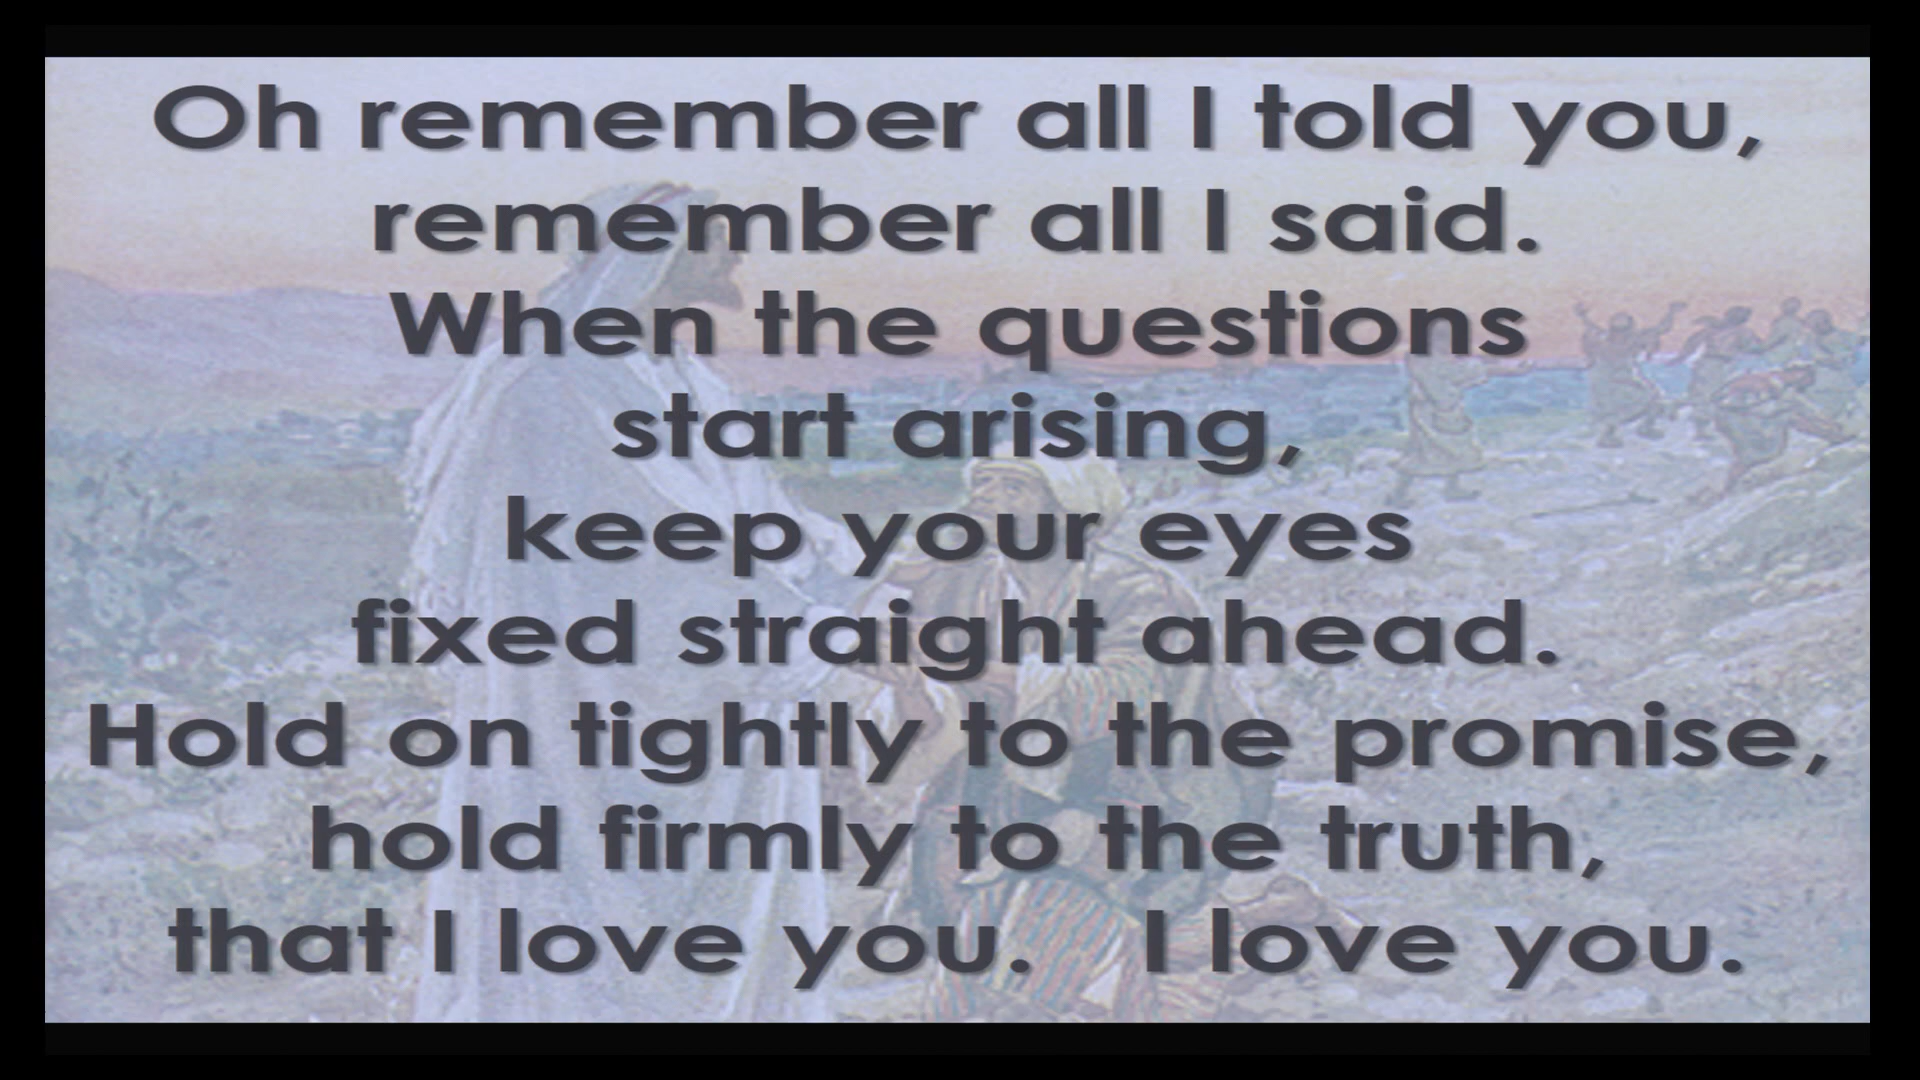 Oh remember all I told you,
remember all I said.
When the questions
start arising,
keep your eyes
fixed straight ahead.
Hold on tightly to the promise,
hold firmly to the truth,
that I love you.   I love you.